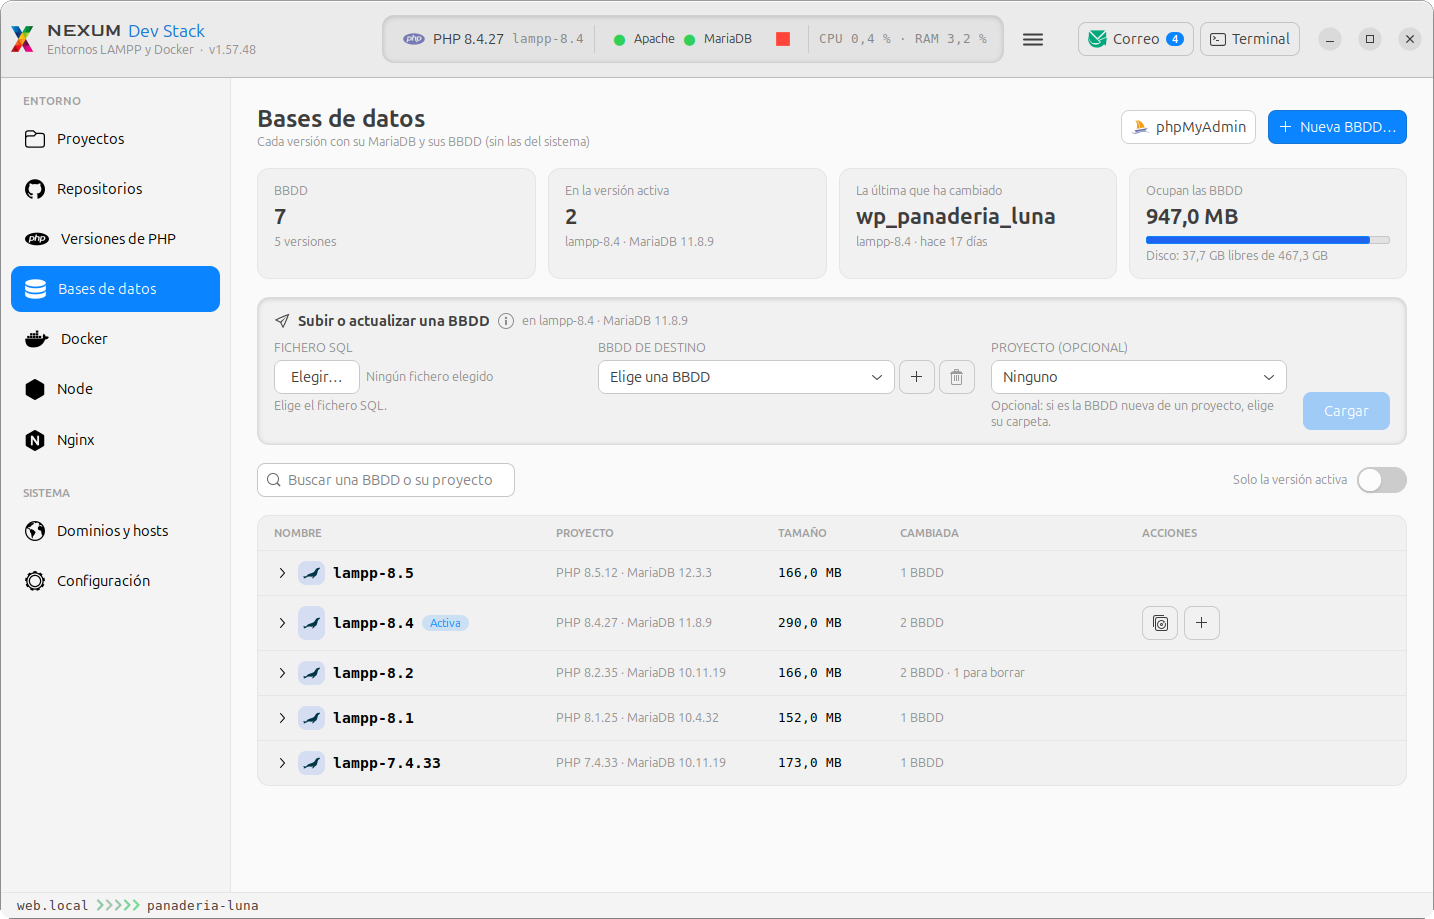 NEXUM Dev Stack
Entornos LAMPP y Docker · v1.57.48
php PHP 8.4.27 lampp-8.4
Apache
MariaDB
CPU 0,4 % · RAM 3,2 %
Correo 4
Terminal
ENTORNO
Proyectos
Repositorios
php Versiones de PHP
Bases de datos
Docker
Node
N Nginx
SISTEMA
Dominios y hosts
Configuración
Bases de datos
Cada versión con su MariaDB y sus BBDD (sin las del sistema)
phpMyAdmin
+ Nueva BBDD...
BBDD
7
5 versiones
En la versión activa
2
lampp-8.4 · MariaDB 11.8.9
La última que ha cambiado
wp_panaderia_luna
lampp-8.4 · hace 17 días
Ocupan las BBDD
947,0 MB
Disco: 37,7 GB libres de 467,3 GB
Subir o actualizar una BBDD en lampp-8.4 · MariaDB 11.8.9
FICHERO SQL
Elegir... Ningún fichero elegido
Elige el fichero SQL.
BBDD DE DESTINO
Elige una BBDD
PROYECTO (OPCIONAL)
Ninguno
Opcional: si es la BBDD nueva de un proyecto, elige
su carpeta.
Cargar
Buscar una BBDD o su proyecto
Solo la versión activa
NOMBRE PROYECTO TAMAÑO CAMBIADA ACCIONES
lampp-8.5 PHP 8.5.12 · MariaDB 12.3.3 166,0 MB 1 BBDD
lampp-8.4 Activa PHP 8.4.27 · MariaDB 11.8.9 290,0 MB 2 BBDD
lampp-8.2 PHP 8.2.35 · MariaDB 10.11.19 166,0 MB 2 BBDD · 1 para borrar
lampp-8.1 PHP 8.1.25 · MariaDB 10.4.32 152,0 MB 1 BBDD
lampp-7.4.33 PHP 7.4.33 · MariaDB 10.11.19 173,0 MB 1 BBDD
web.local >>>>> panaderia-luna